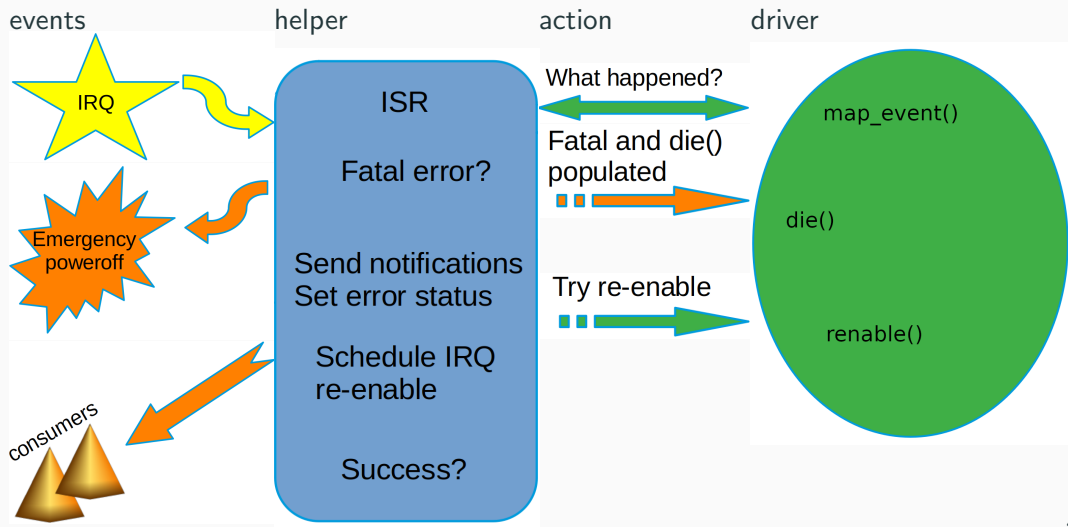 events
helper
action
driver
IRQ
ISR
What happened?
map_event()
Fatal error?
Fatal and die()
populated
die()
Emergency
poweroff
Send notifications
Set error status
Try re-enable
renable()
Schedule IRQ
re-enable
consumers
Success?